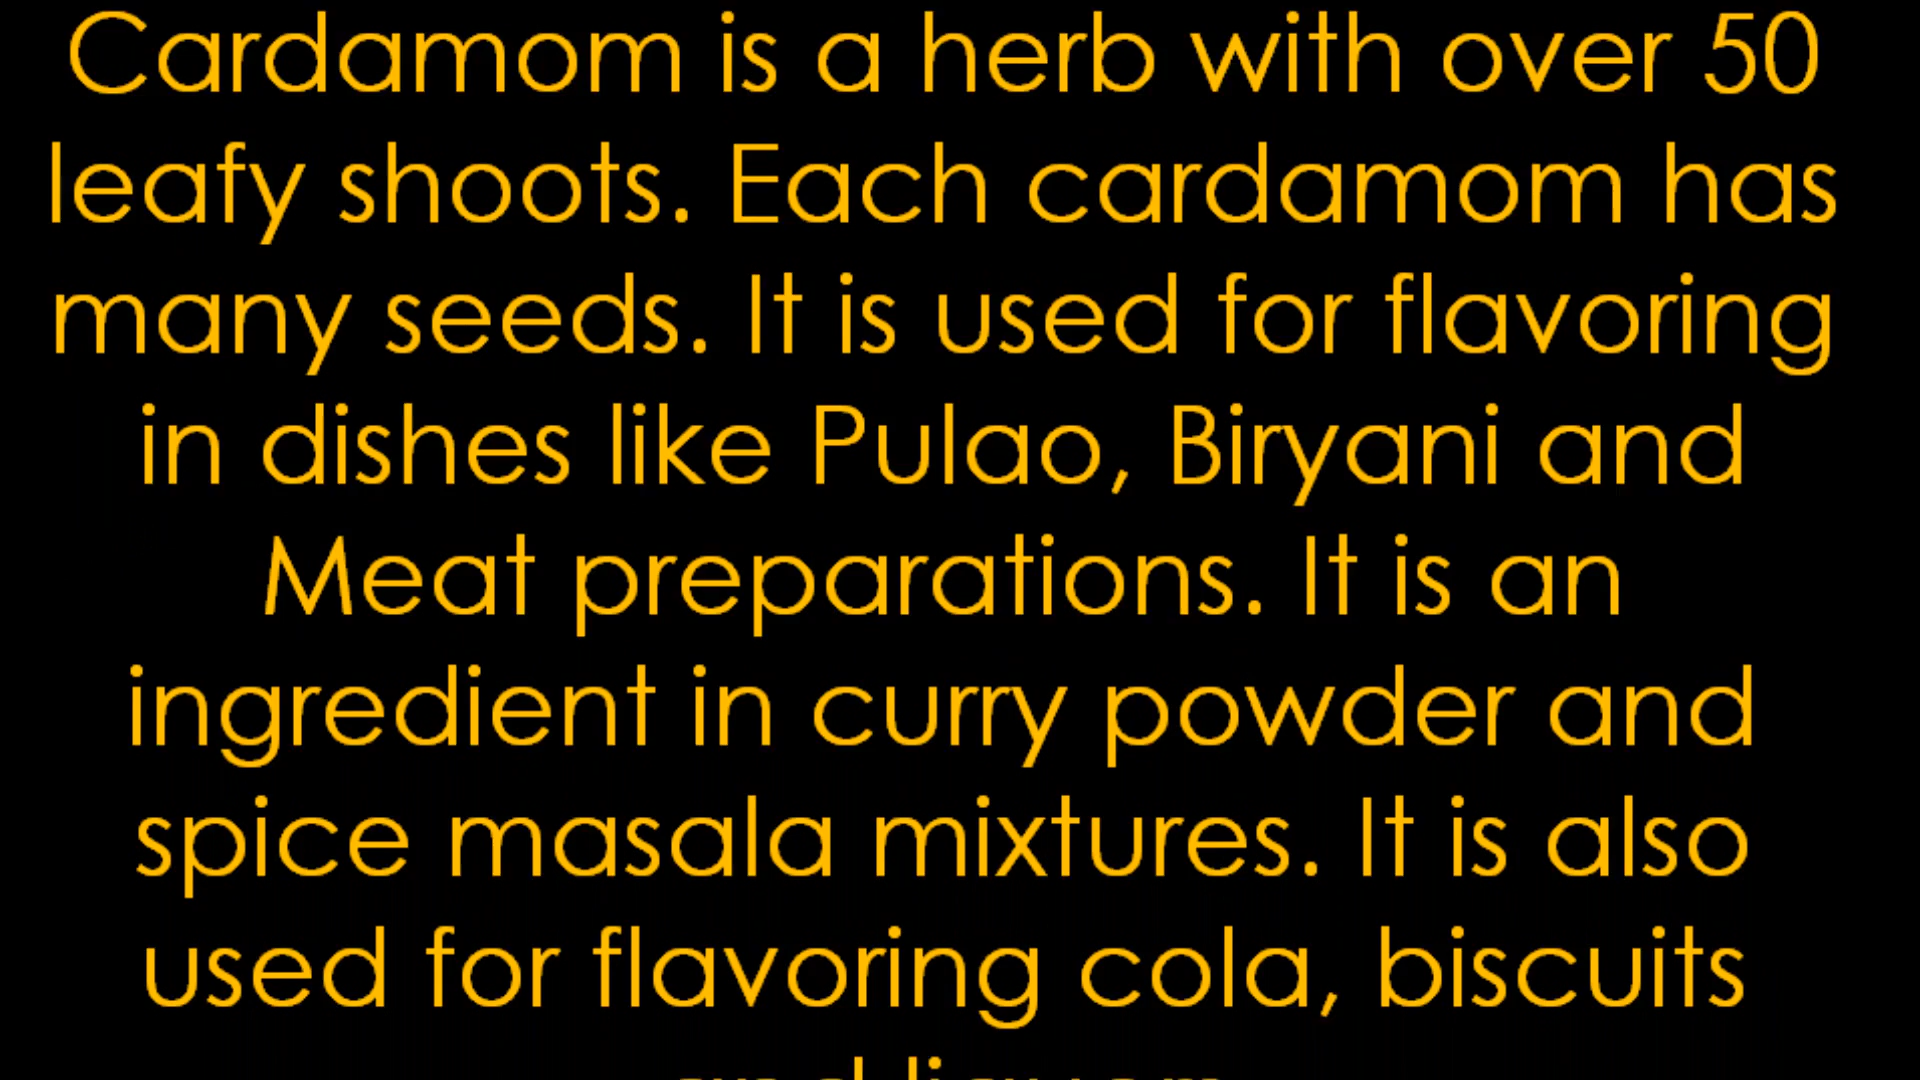 Cardamom is a herb with over 50
leafy shoots. Each cardamom has
many seeds. It is used for flavoring
in dishes like Pulao, Biryani and
Meat preparations. It is an
ingredient in curry powder and
spice masala mixtures. It is also
used for flavoring cola, biscuits